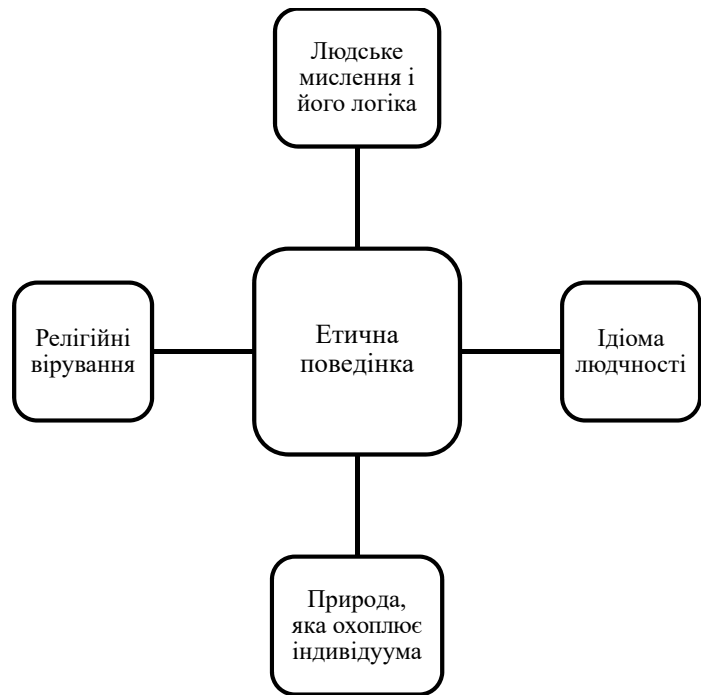 Людське
мислення і
його логіка
Релігійні
вірування
Етична
поведінка
Ідіома
людчності
Природа,
яка охоплює
індивідуума